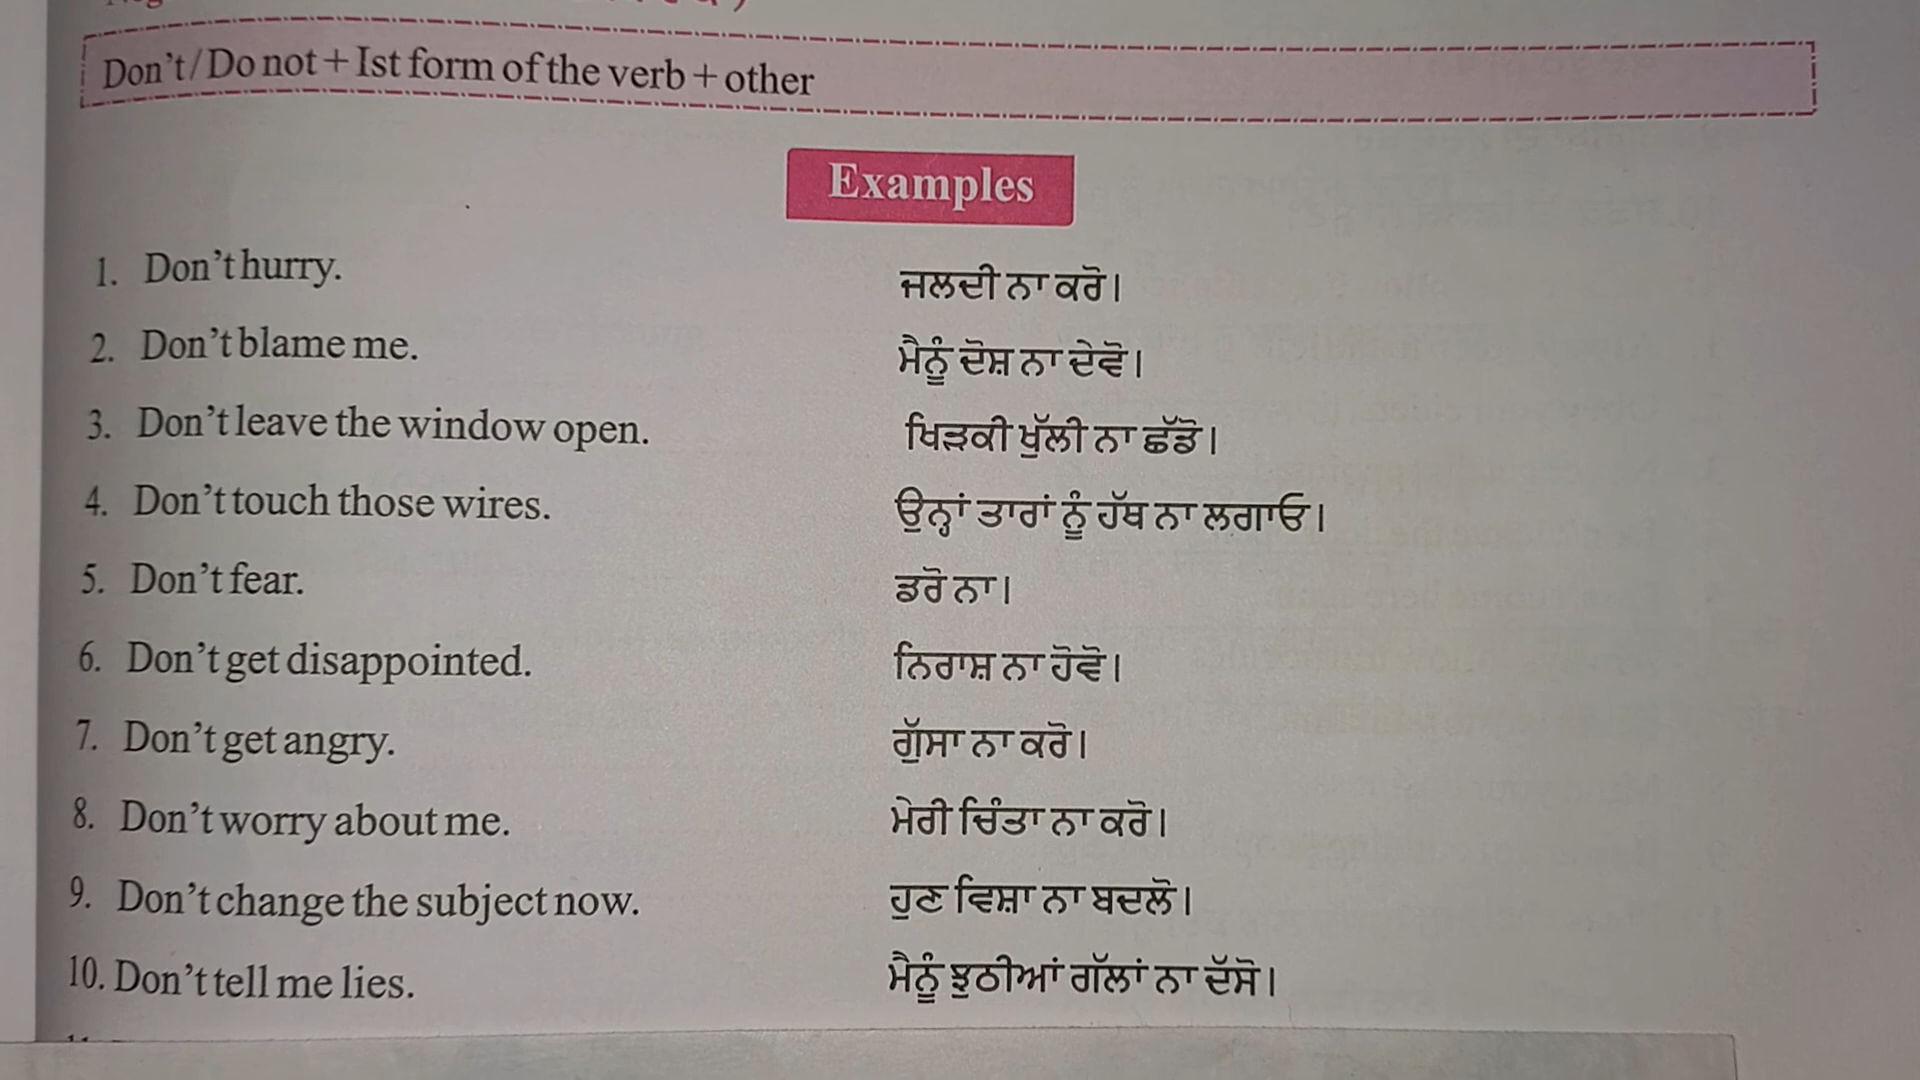 Don't/Do not + Ist form of the verb + other
Examples
1. Don't hurry. ਜਲਦੀ ਨਾ ਕਰੋ।
2. Don't blame me. ਮੈਨੂੰ ਦੋਸ਼ ਨਾ ਦੇਵੋ।
3. Don't leave the window open. ਖਿੜਕੀ ਖੁੱਲੀ ਨਾ ਛੱਡੋ।
4. Don't touch those wires. ਉਨ੍ਹਾਂ ਤਾਰਾਂ ਨੂੰ ਹੱਥ ਨਾ ਲਗਾਓ।
5. Don't fear. ਡਰੋ ਨਾ।
6. Don't get disappointed. ਨਿਰਾਸ਼ ਨਾ ਹੋਵੋ।
7. Don't get angry. ਗੁੱਸਾ ਨਾ ਕਰੋ।
8. Don't worry about me. ਮੇਰੀ ਚਿੰਤਾ ਨਾ ਕਰੋ।
9. Don't change the subject now. ਹੁਣ ਵਿਸ਼ਾ ਨਾ ਬਦਲੋ।
10. Don't tell me lies. ਮੈਨੂੰ ਝੁਠੀਆਂ ਗੱਲਾਂ ਨਾ ਦੱਸੋ।